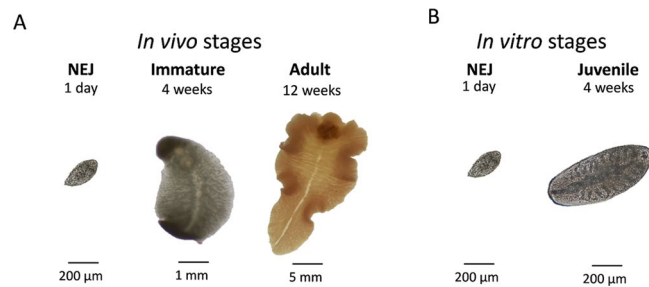 A
In vivo stages
NEJ
1 day
Immature
4 weeks
Adult
12 weeks
200 µm
1 mm
5 mm
B
In vitro stages
NEJ
1 day
Juvenile
4 weeks
200 µm
200 µm